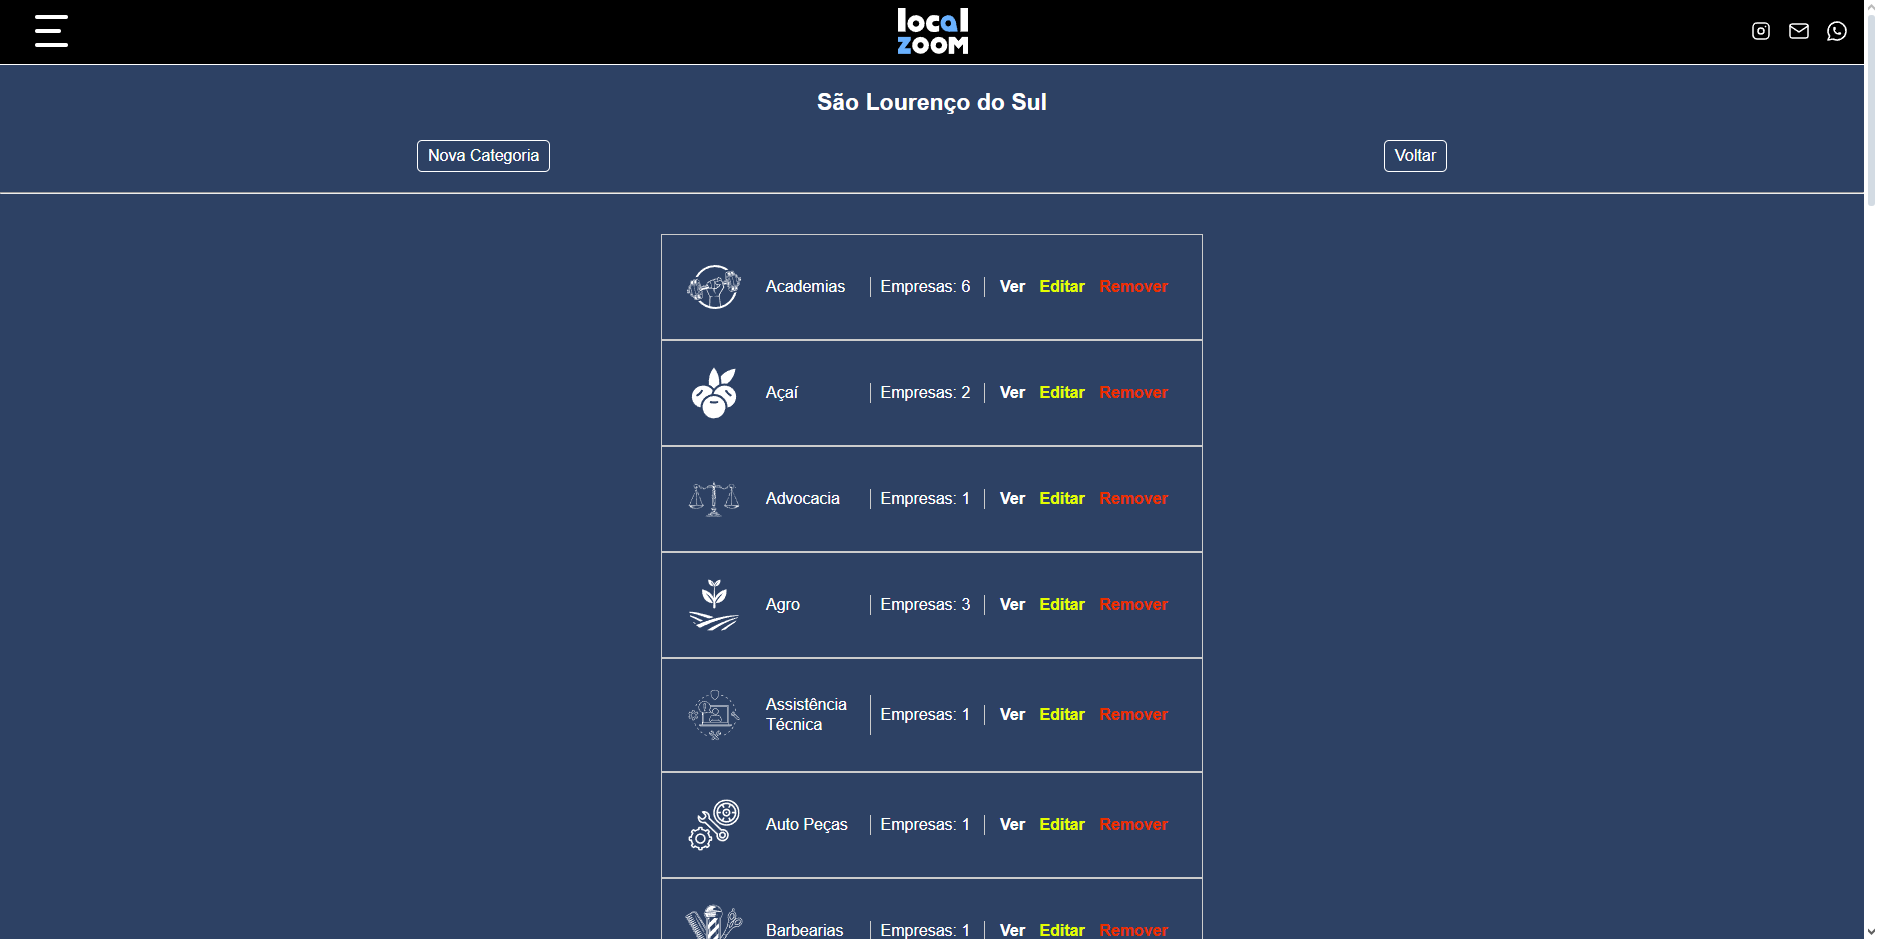 local
zoom
São Lourenço do Sul
Nova Categoria
Voltar
Academias Empresas: 6 Ver Editar Remover
Açaí Empresas: 2 Ver Editar Remover
Advocacia Empresas: 1 Ver Editar Remover
Agro Empresas: 3 Ver Editar Remover
Assistência
Técnica Empresas: 1 Ver Editar Remover
Auto Peças Empresas: 1 Ver Editar Remover
Barbearias Empresas: 1 Ver Editar Remover